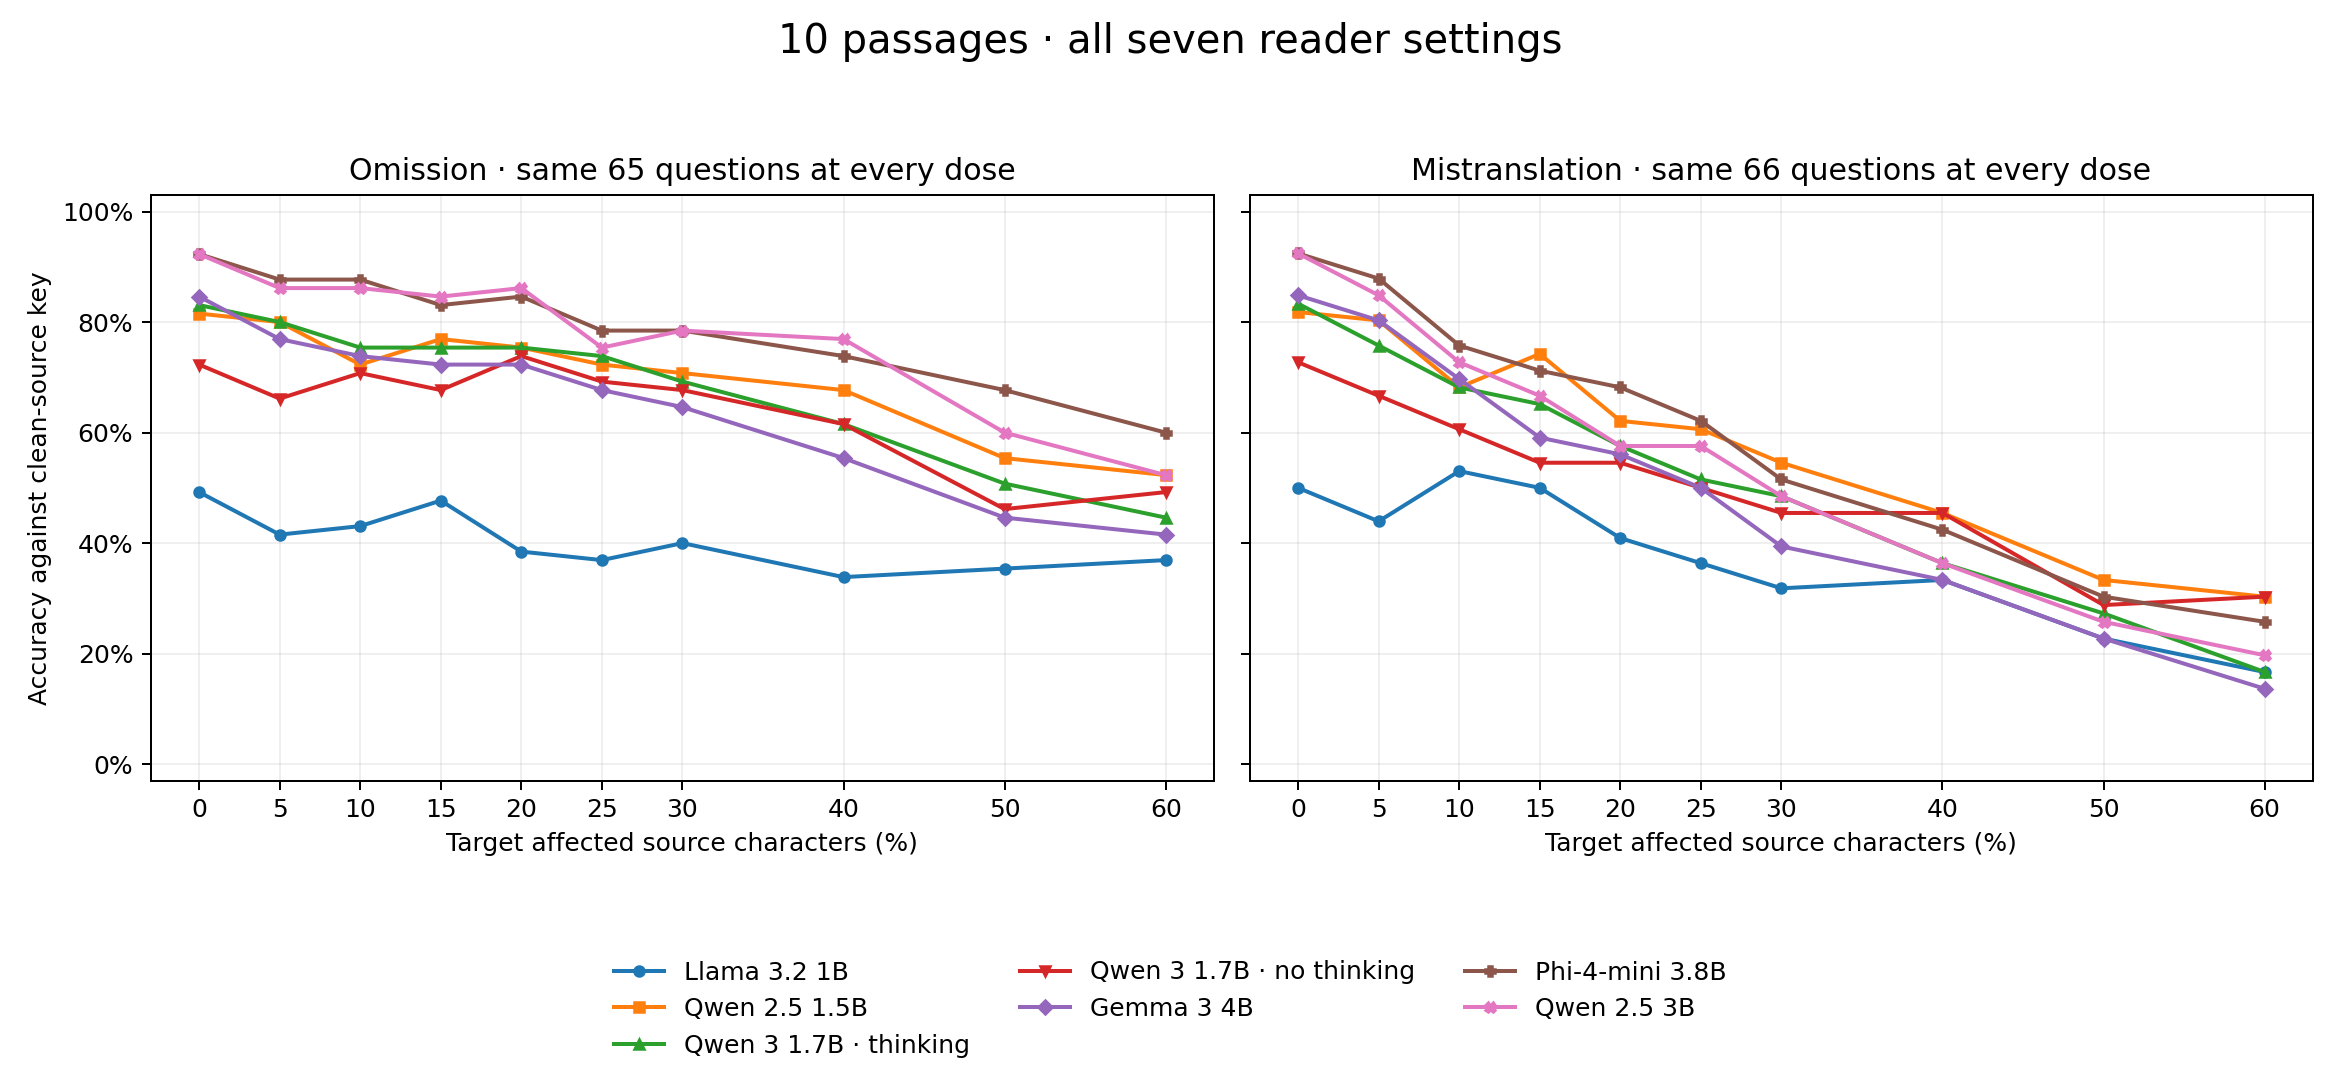 10 passages · all seven reader settings
Omission · same 65 questions at every dose
Mistranslation · same 66 questions at every dose
Accuracy against clean-source key
100%
80%
60%
40%
20%
0%
0 5 10 15 20 25 30 40 50 60
0 5 10 15 20 25 30 40 50 60
Target affected source characters (%)
Target affected source characters (%)
Llama 3.2 1B
Qwen 2.5 1.5B
Qwen 3 1.7B · thinking
Qwen 3 1.7B · no thinking
Gemma 3 4B
Phi-4-mini 3.8B
Qwen 2.5 3B